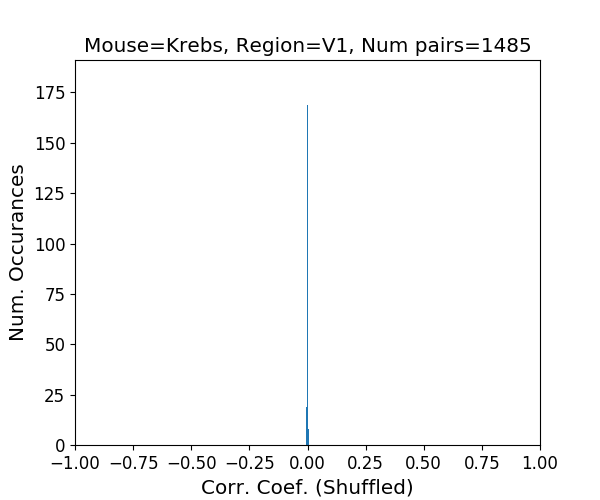 Mouse=Krebs, Region=V1, Num pairs=1485
175
150
125
100
75
50
25
0
Num. Occurances
−1.00 −0.75 −0.50 −0.25 0.00 0.25 0.50 0.75 1.00
Corr. Coef. (Shuffled)